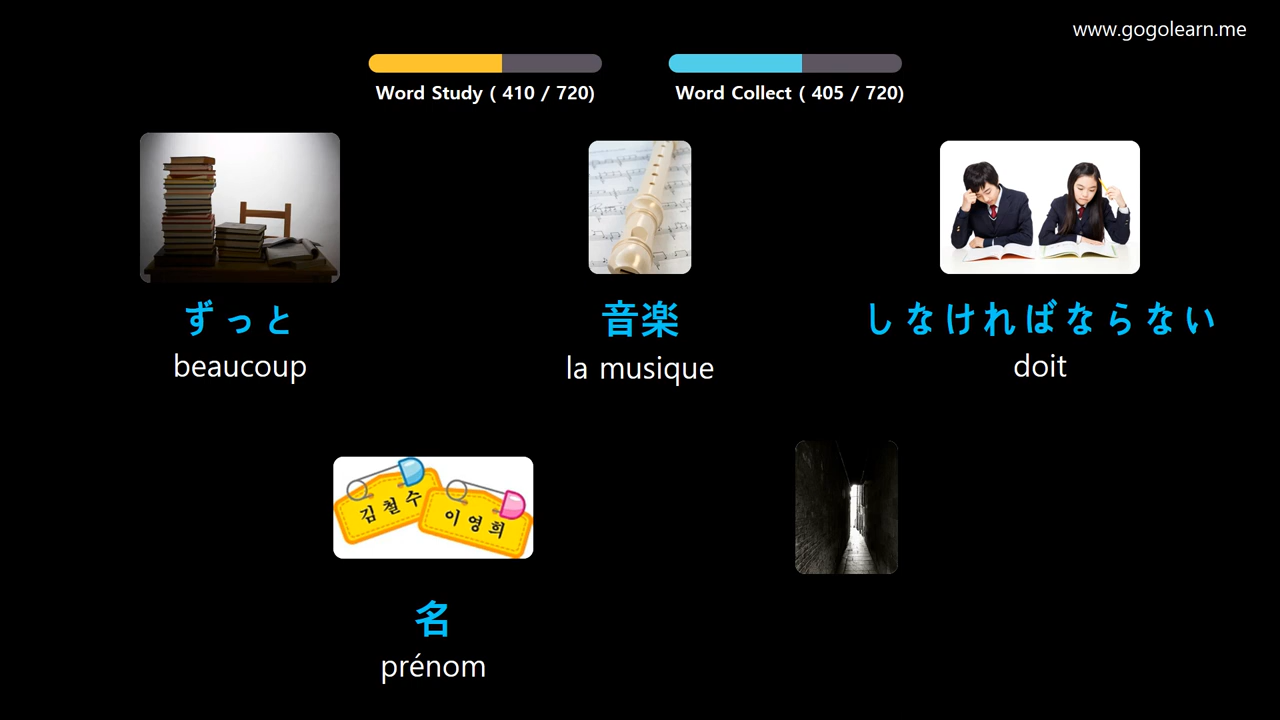 www.gogolearn.me
Word Study ( 410 / 720)
Word Collect ( 405 / 720)
ずっと
beaucoup
音楽
la musique
しなければならない
doit
김철수
이영희
名
prénom